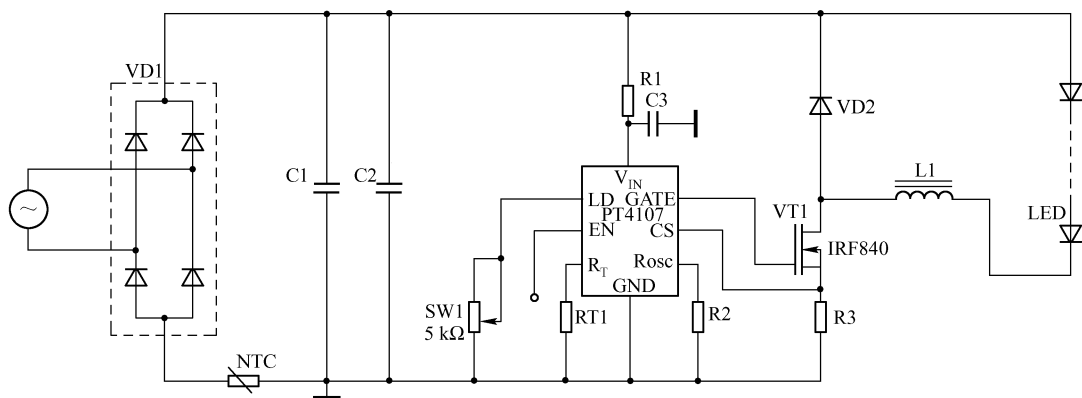 VD1
R1
C3
VD2
C1
C2
L1
V_IN
LD
GATE
PT4107
EN
CS
VT1
LED
IRF840
R_T
Rosc
GND
SW1
5 kΩ
RT1
R2
R3
NTC
~